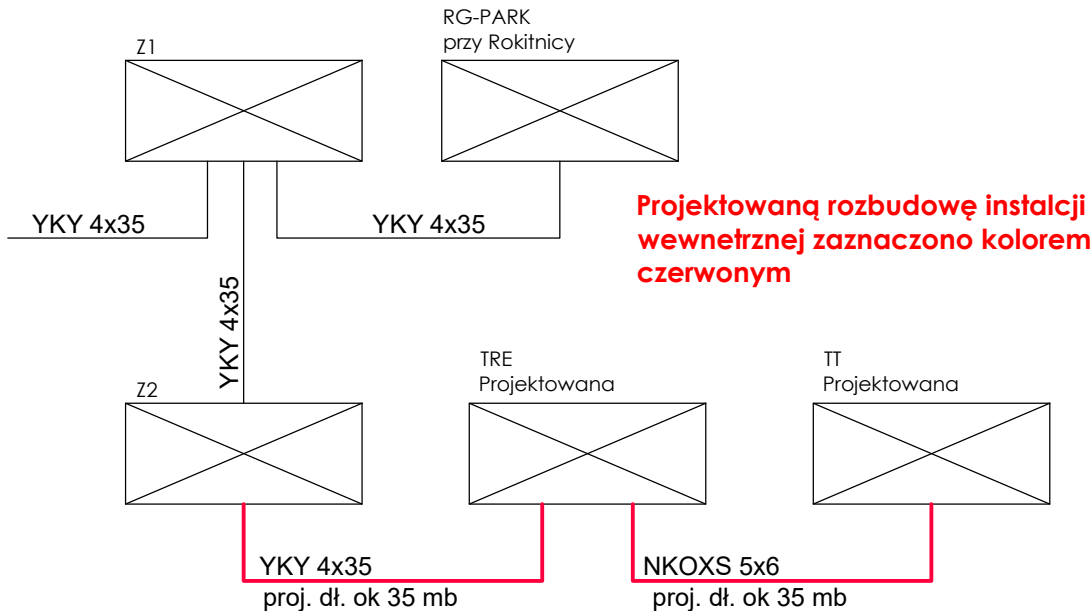 Z1
RG-PARK
przy Rokitnicy
YKY 4x35
YKY 4x35
Projektowaną rozbudowę instalcji
wewnetrznej zaznaczono kolorem
czerwonym
YKY 4x35
Z2
TRE
Projektowana
TT
Projektowana
YKY 4x35
proj. dł. ok 35 mb
NKOXS 5x6
proj. dł. ok 35 mb